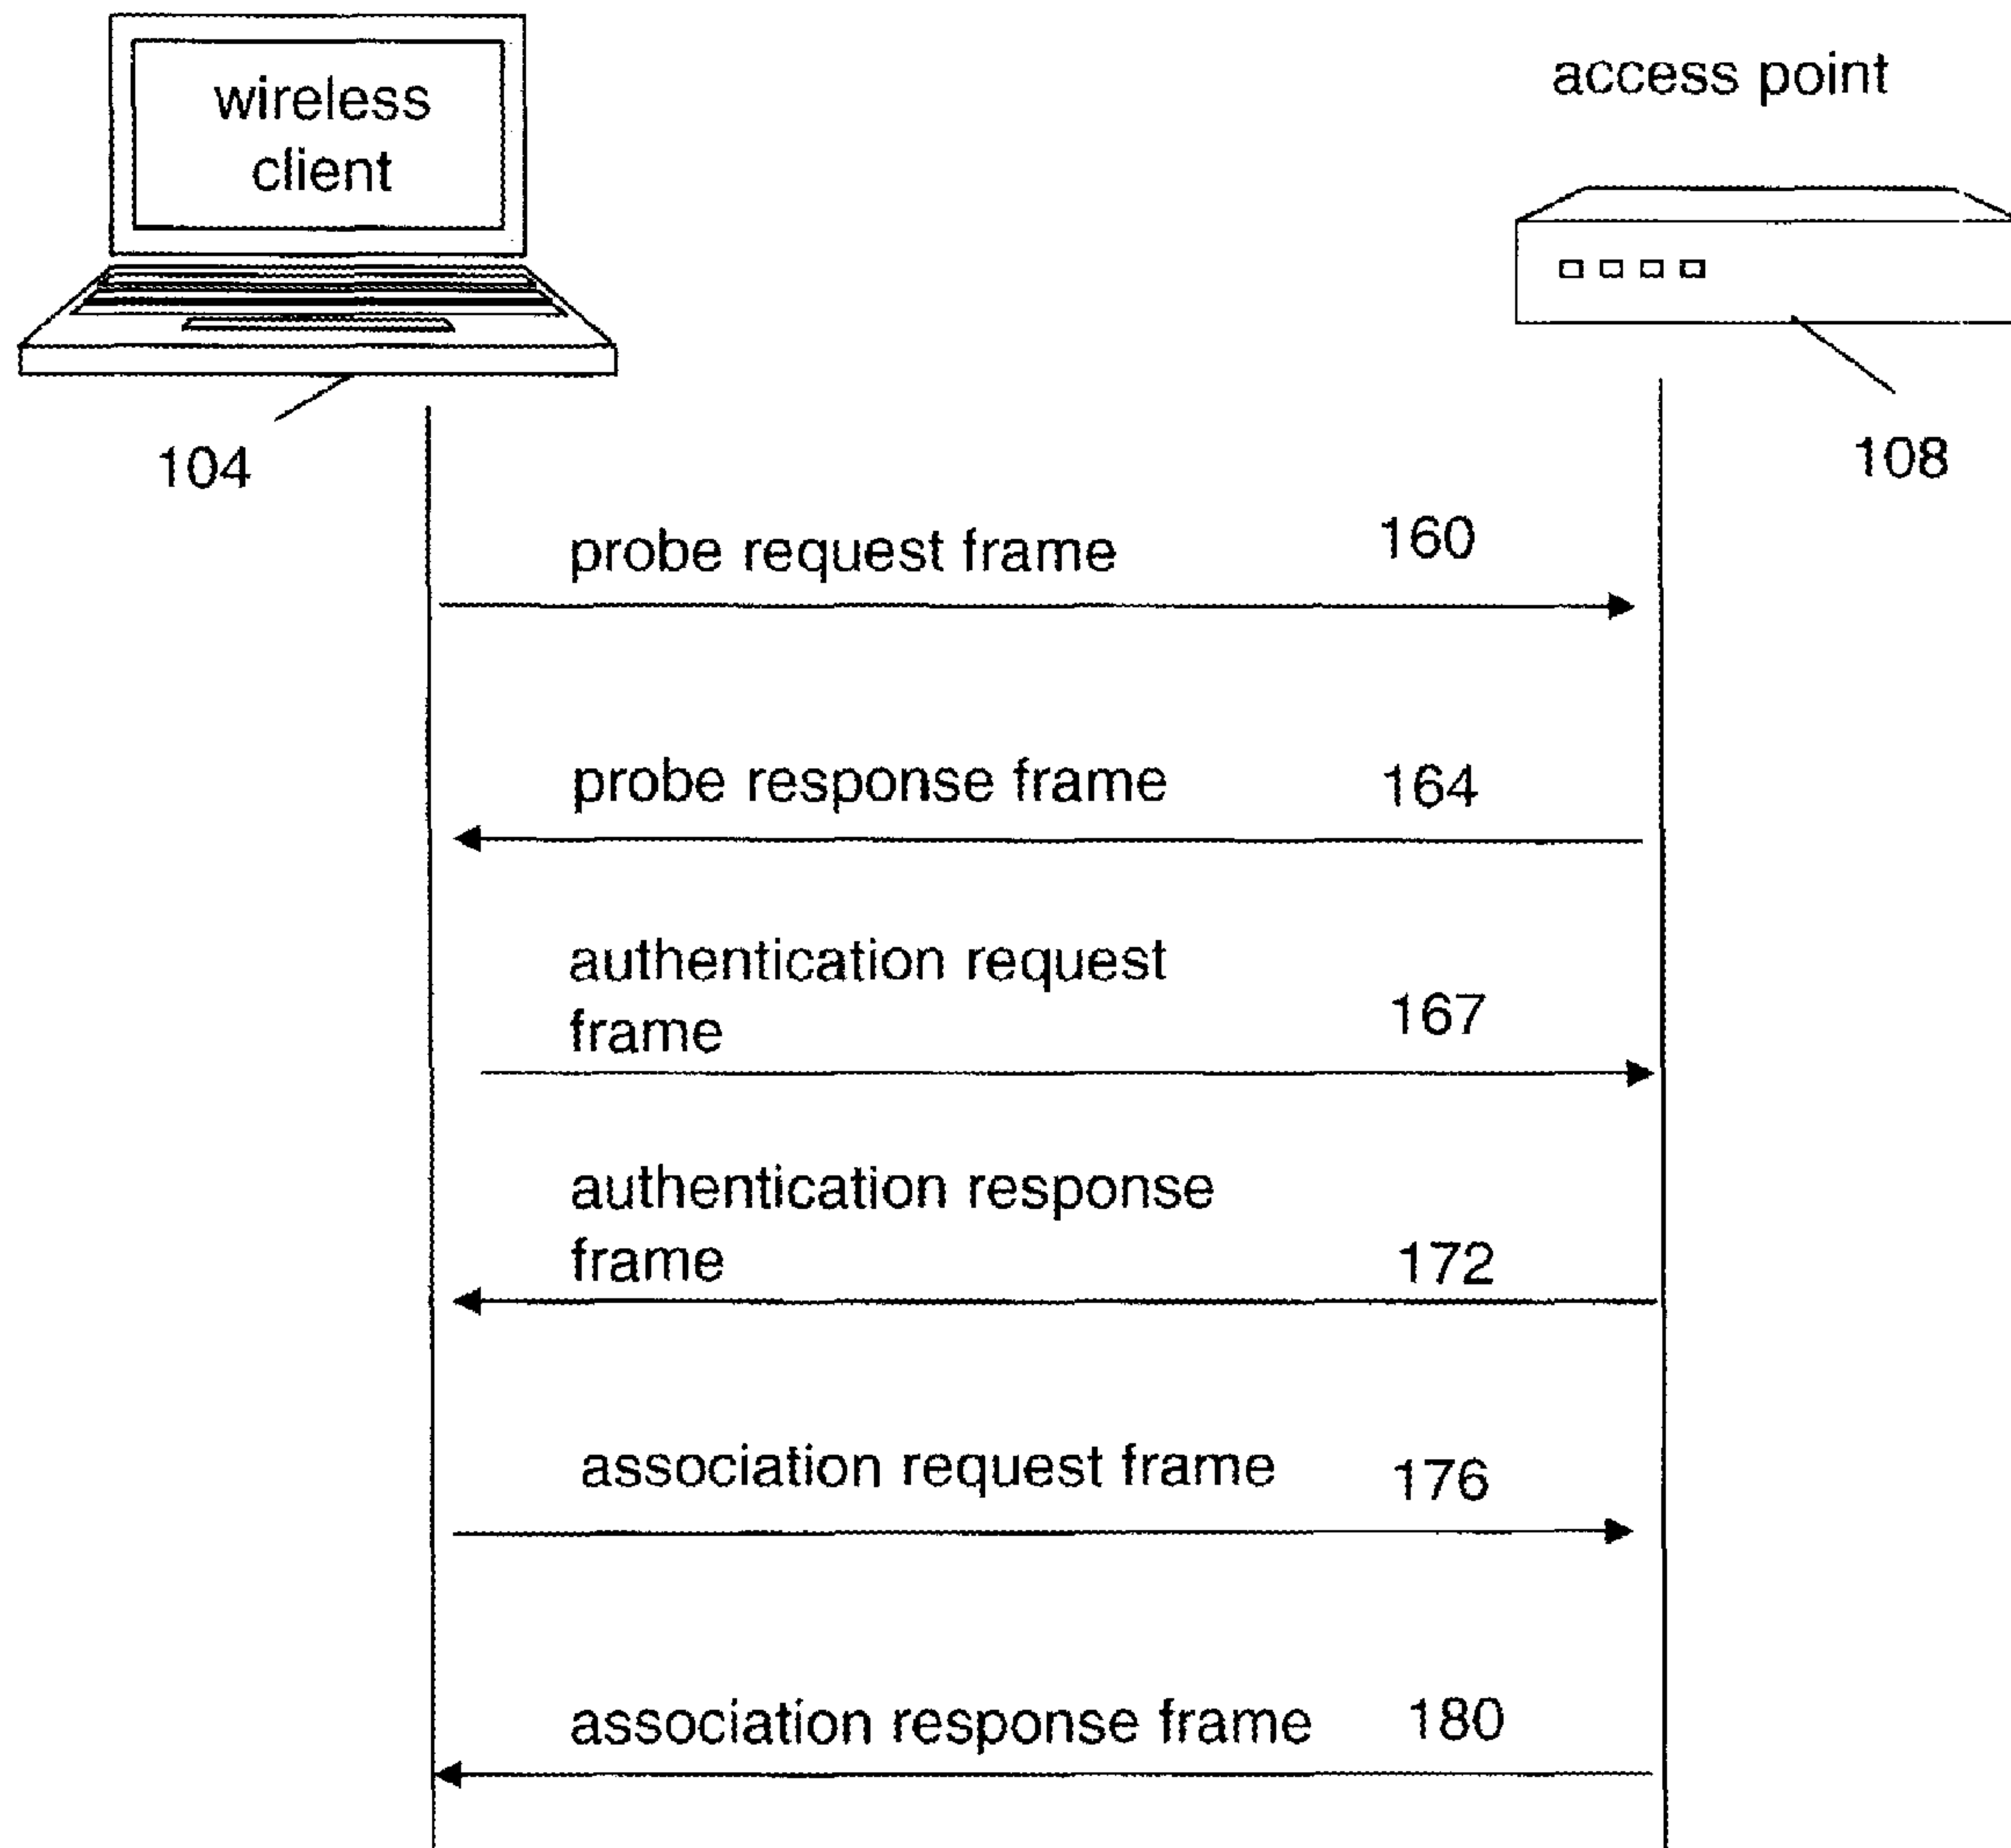 wireless
client
access point
104
108
probe request frame 160
probe response frame 164
authentication request
frame 167
authentication response
frame 172
association request frame 176
association response frame 180